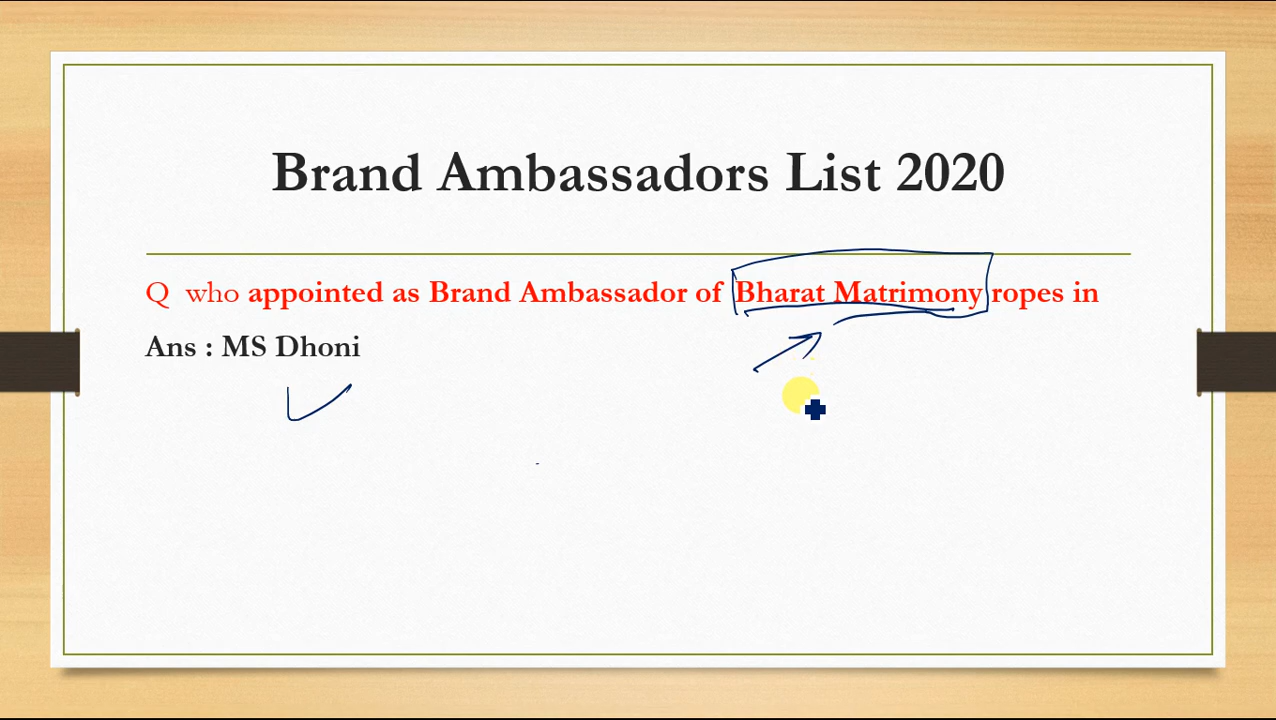 Brand Ambassadors List 2020
Q who appointed as Brand Ambassador of Bharat Matrimony ropes in
Ans : MS Dhoni